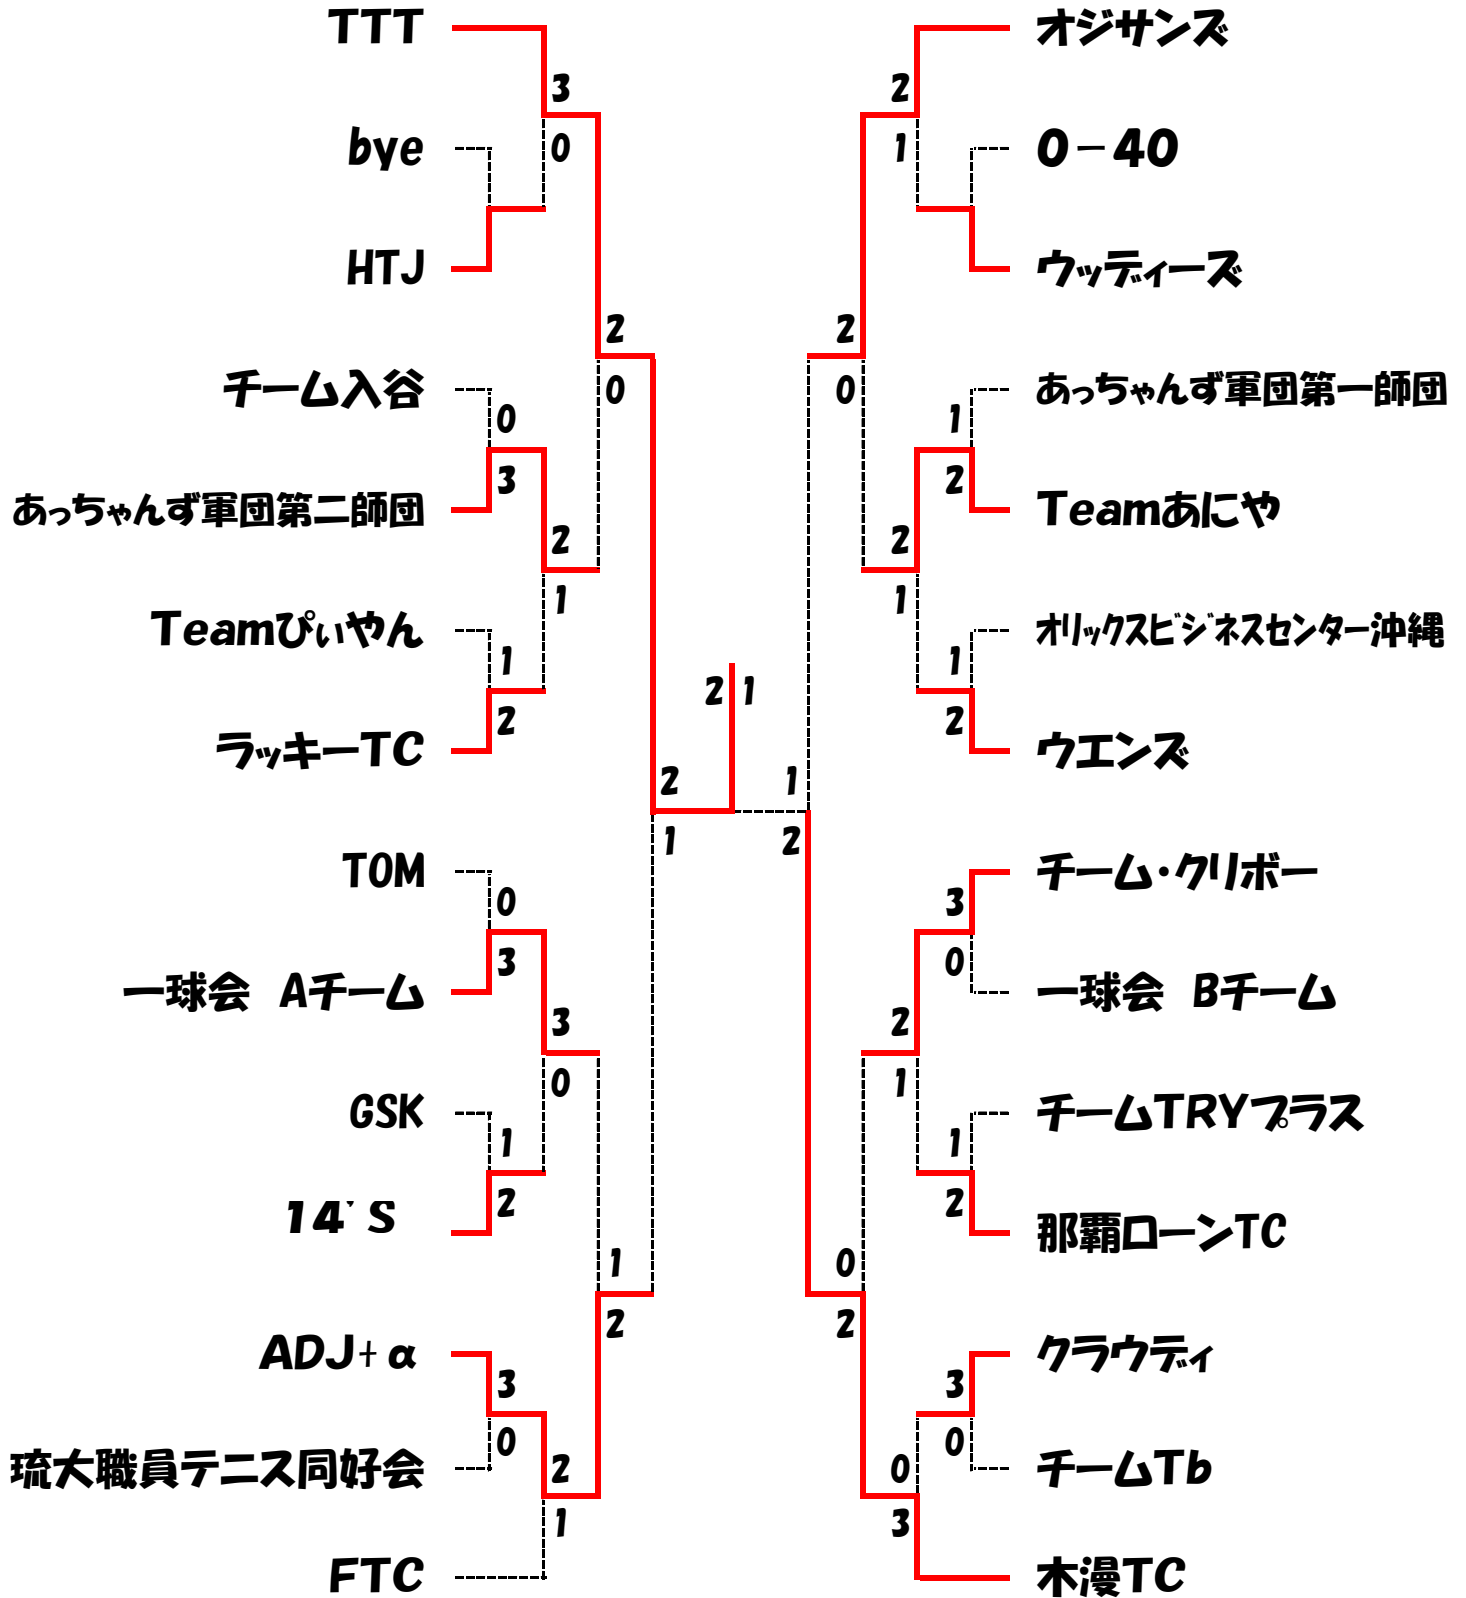 TTT
オジサンズ
3
2
bye
0
1
0－40
HTJ
ウッディーズ
2
2
チーム入谷
0
0
あっちゃんず軍団第一師団
0
1
あっちゃんず軍団第二師団
3
2
Teamあにや
2
2
1
1
Teamぴぃやん
オリックスビジネスセンター沖縄
1
1
2 1
2
2
ラッキーTC
ウエンズ
2
1
1
2
TOM
チーム・クリボー
0
3
3
0
一球会 Aチーム
一球会 Bチーム
3
2
0
1
GSK
チームTRYプラス
1
1
2
2
14'S
那覇ローンTC
1
0
2
2
ADJ+α
クラウディ
3
3
0
0
琉大職員テニス同好会
2
0
チームTb
1
3
FTC
木漫TC